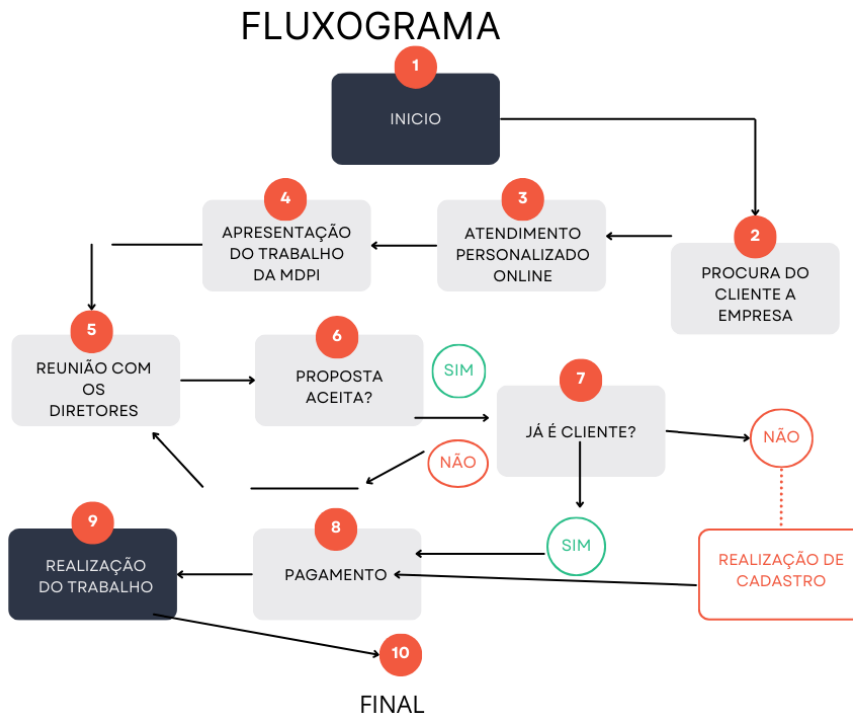 FLUXOGRAMA
1
INICIO
2
PROCURA DO
CLIENTE A
EMPRESA
3
ATENDIMENTO
PERSONALIZADO
ONLINE
4
APRESENTAÇÃO
DO TRABALHO
DA MDPI
5
REUNIÃO COM
OS
DIRETORES
6
PROPOSTA
ACEITA?
SIM
NÃO
7
JÁ É CLIENTE?
NÃO
SIM
REALIZAÇÃO DE
CADASTRO
8
PAGAMENTO
9
REALIZAÇÃO
DO TRABALHO
10
FINAL